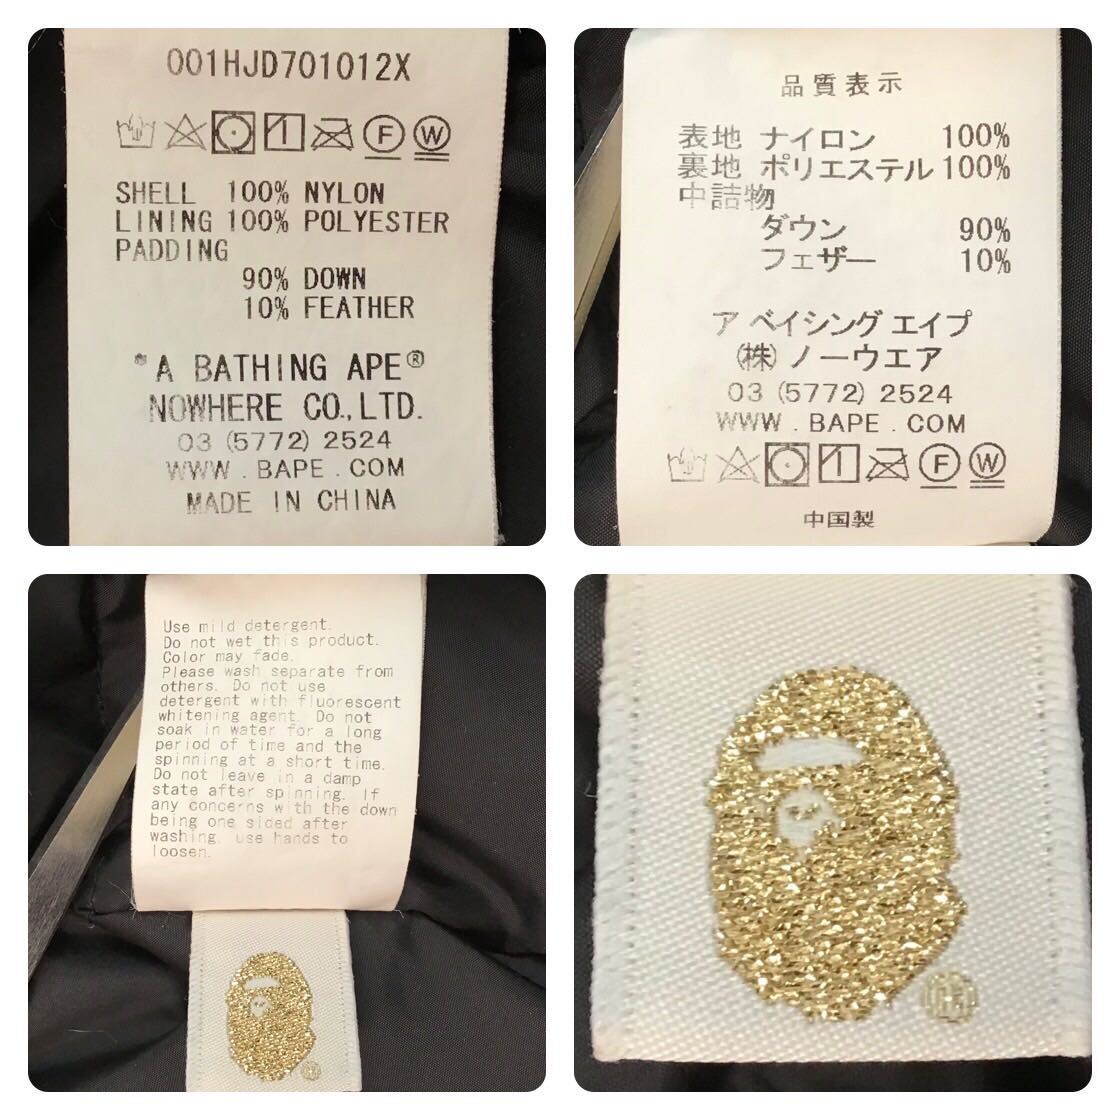 001HJD701012X
F W
SHELL 100% NYLON
LINING 100% POLYESTER
PADDING
90% DOWN
10% FEATHER
"A BATHING APE®
NOWHERE CO., LTD.
03 (5772) 2524
WWW . BAPE . COM
MADE IN CHINA
品質表示
表地 ナイロン 100%
裏地 ポリエステル 100%
中詰物
ダウン 90%
フェザー 10%
ア ベイシング エイプ
(株) ノーウエア
03 (5772) 2524
WWW . BAPE . COM
F W
中国製
Use mild detergent.
Do not wet this product.
Color may fade.
Please wash separate from
others. Do not use
detergent with fluorescent
whitening agent. Do not
soak in water for a long
period of time and the
spinning at a short time.
Do not leave in a damp
state after spinning. If
any concerns with the down
being one sided after
washing, use hands to
loosen.